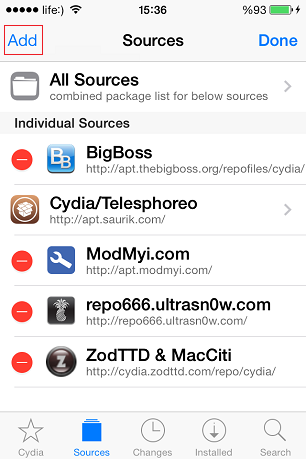 life:) 15:36 %93
Add Sources Done
All Sources
combined package list for below sources
Individual Sources
BigBoss
http://apt.thebigboss.org/repofiles/cydia/
Cydia/Telesphoreo
http://apt.saurik.com/
ModMyi.com
http://apt.modmyi.com/
repo666.ultrasn0w.com
http://repo666.ultrasn0w.com/
ZodTTD & MacCiti
http://cydia.zodttd.com/repo/cydia/
Cydia Sources Changes Installed Search